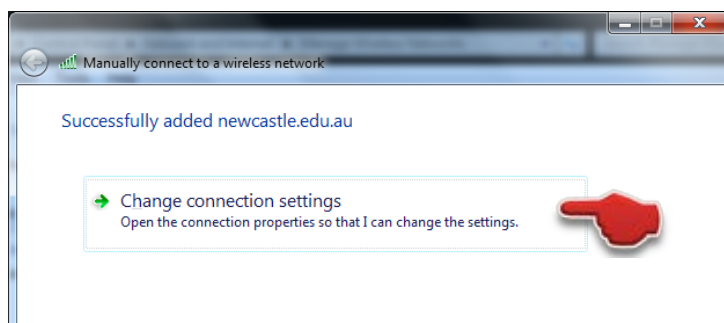 Manually connect to a wireless network
Successfully added newcastle.edu.au
Change connection settings
Open the connection properties so that I can change the settings.